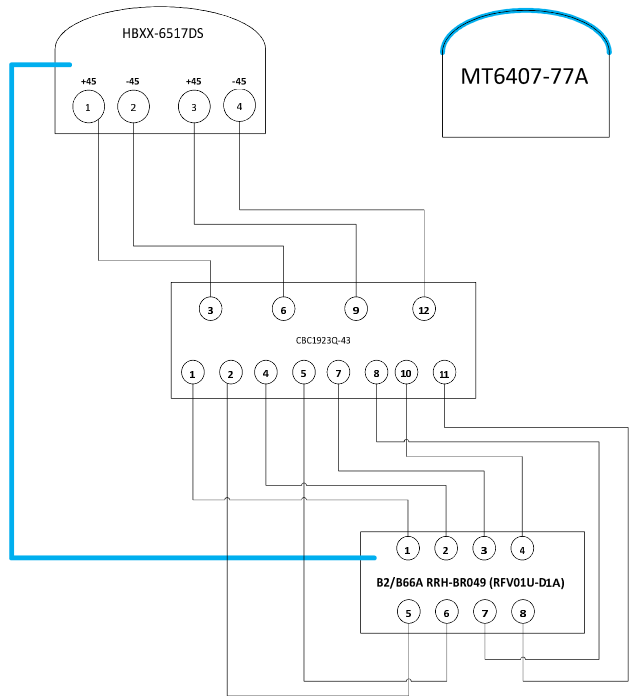 HBXX-6517DS
MT6407-77A
+45 -45 +45 -45
1 2 3 4
3 6 9 12
CBC1923Q-43
1 2 4 5 7 8 10 11
1 2 3 4
B2/B66A RRH-BR049 (RFV01U-D1A)
5 6 7 8